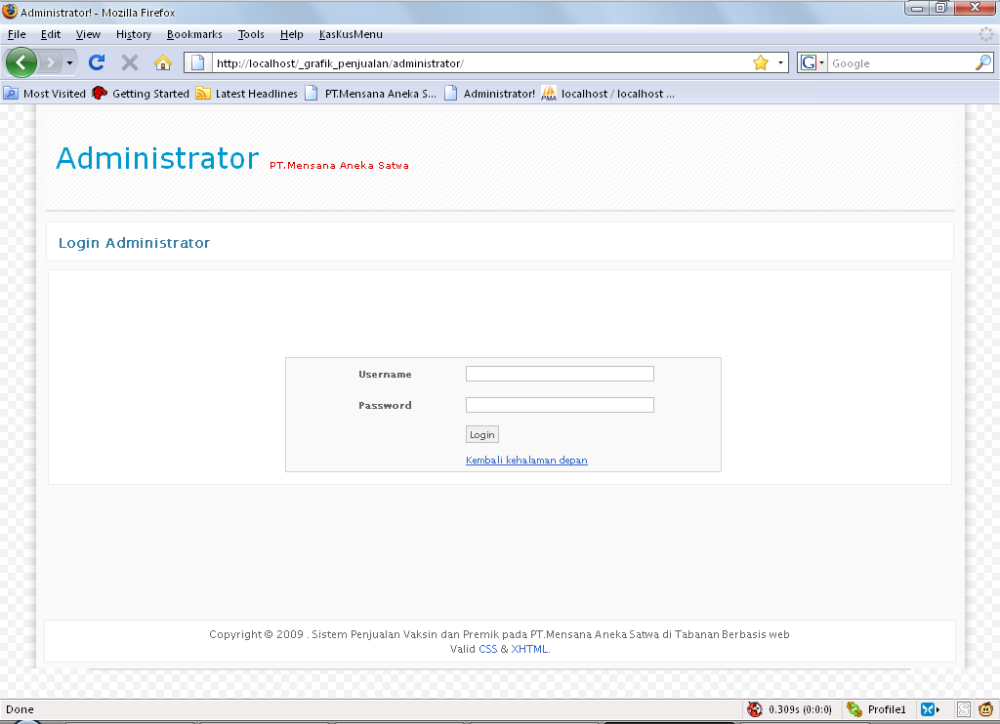 Administrator! - Mozilla Firefox
File Edit View History Bookmarks Tools Help KasKusMenu
http://localhost/_grafik_penjualan/administrator/ G Google
Most Visited Getting Started Latest Headlines PT.Mensana Aneka S... Administrator! PMA localhost / localhost ...
Administrator PT.Mensana Aneka Satwa
Login Administrator
Username
Password
Login
Kembali kehalaman depan
Copyright © 2009 . Sistem Penjualan Vaksin dan Premik pada PT.Mensana Aneka Satwa di Tabanan Berbasis web
Valid CSS & XHTML.
Done 0.309s (0:0:0) Profile1 S